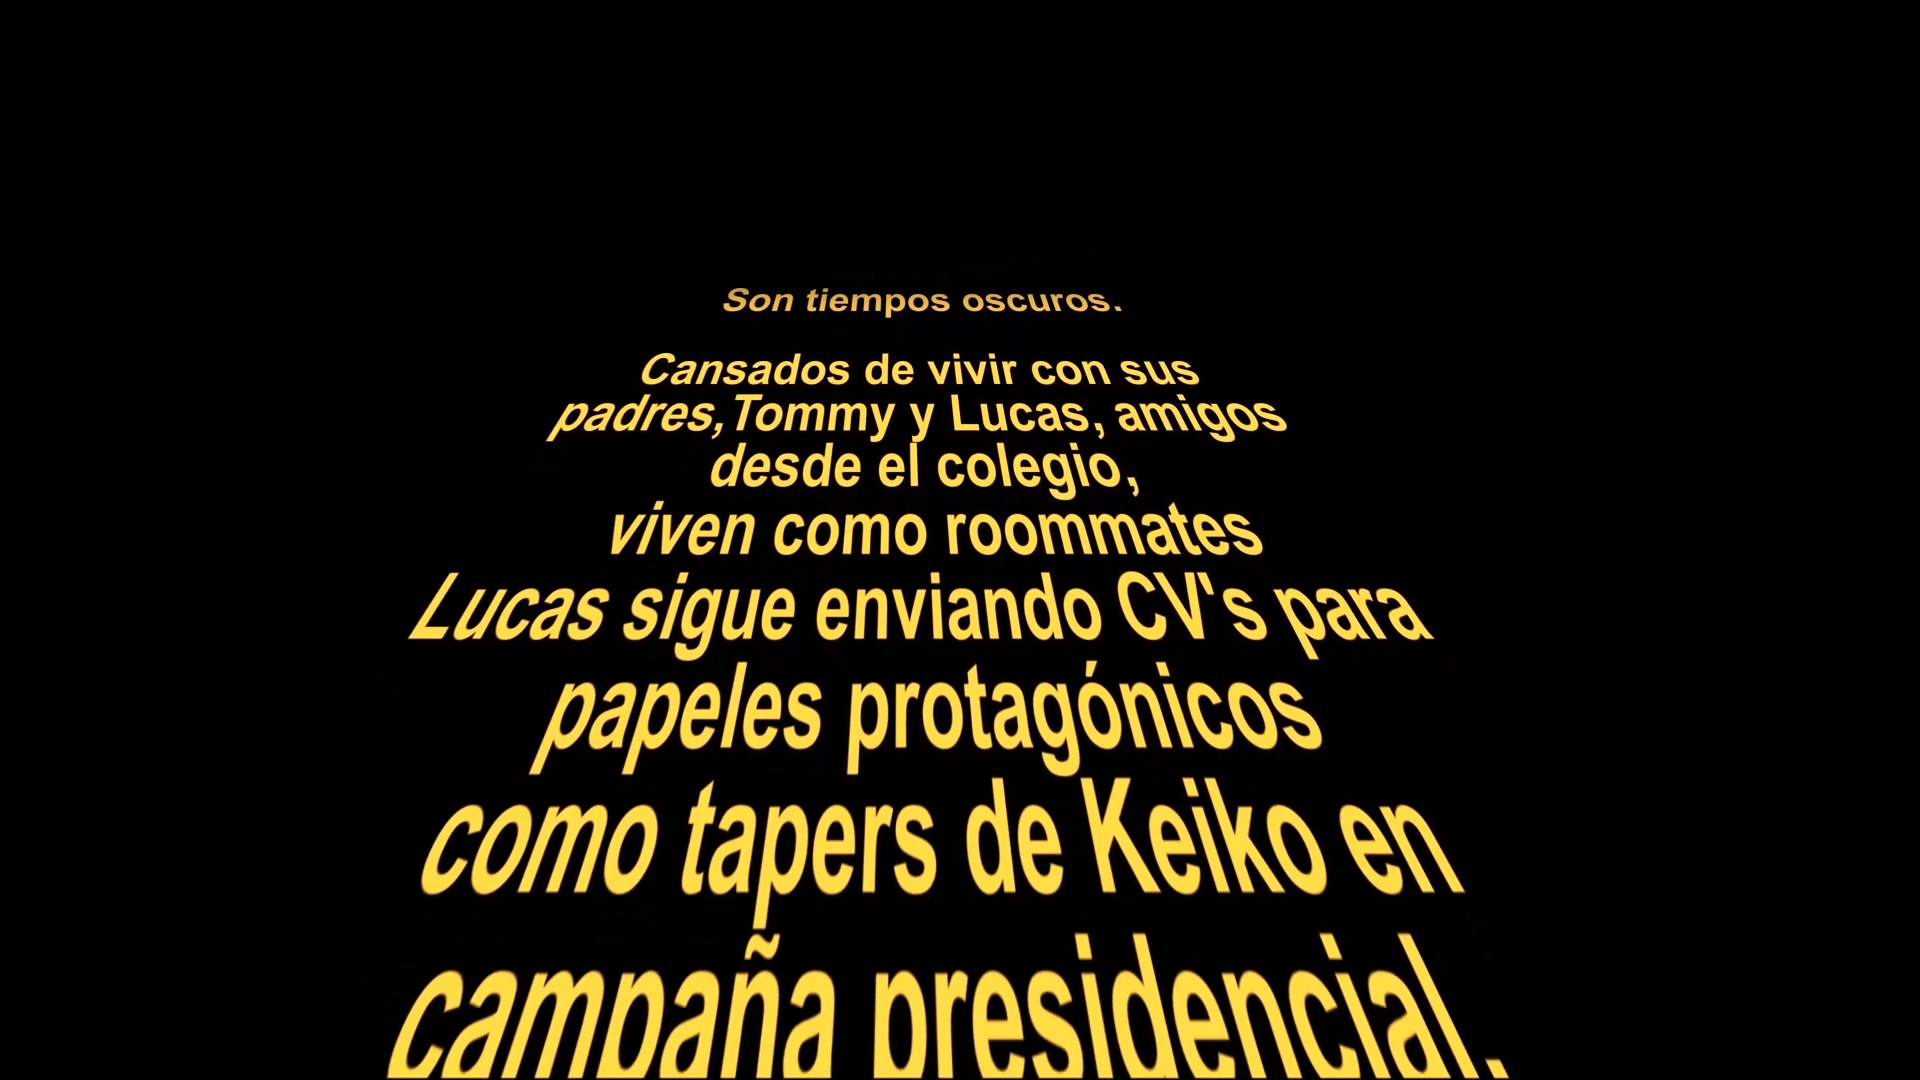 Son tiempos oscuros.
Cansados de vivir con sus
padres,Tommy y Lucas, amigos
desde el colegio,
viven como roommates
Lucas sigue enviando CV's para
papeles protagónicos
como tapers de Keiko en
campaña presidencial.